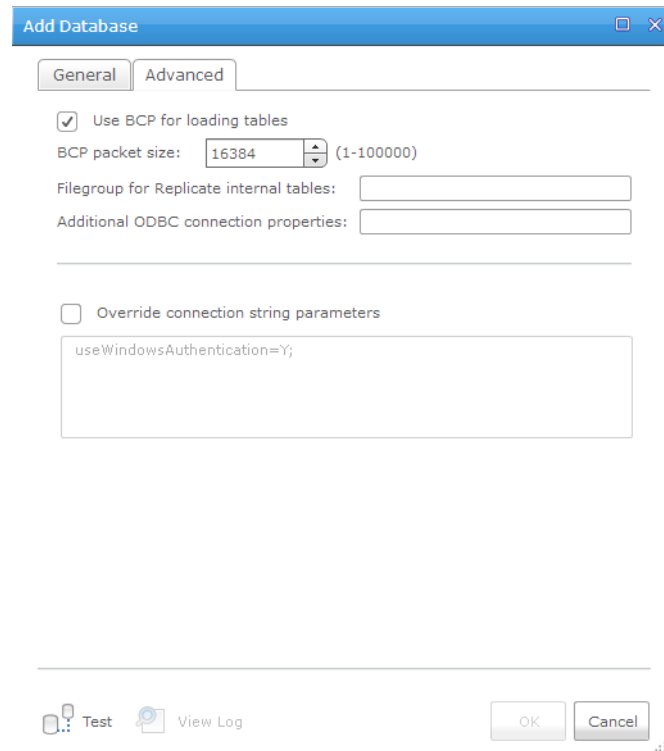 Add Database
General Advanced
Use BCP for loading tables
BCP packet size: 16384 (1-100000)
Filegroup for Replicate internal tables:
Additional ODBC connection properties:
Override connection string parameters
useWindowsAuthentication=Y;
Test View Log OK Cancel